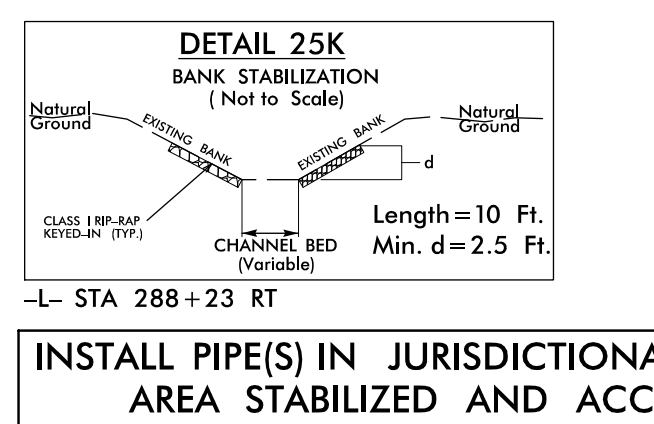 DETAIL 25K
BANK STABILIZATION
( Not to Scale)
Natural
Ground
EXISTING BANK
EXISTING BANK
Natural
Ground
d
CLASS I RIP-RAP
KEYED-IN (TYP.)
CHANNEL BED
(Variable)
Length=10 Ft.
Min. d=2.5 Ft.
-L- STA 288+23 RT
INSTALL PIPE(S) IN JURISDICTIONA
AREA STABILIZED AND ACC